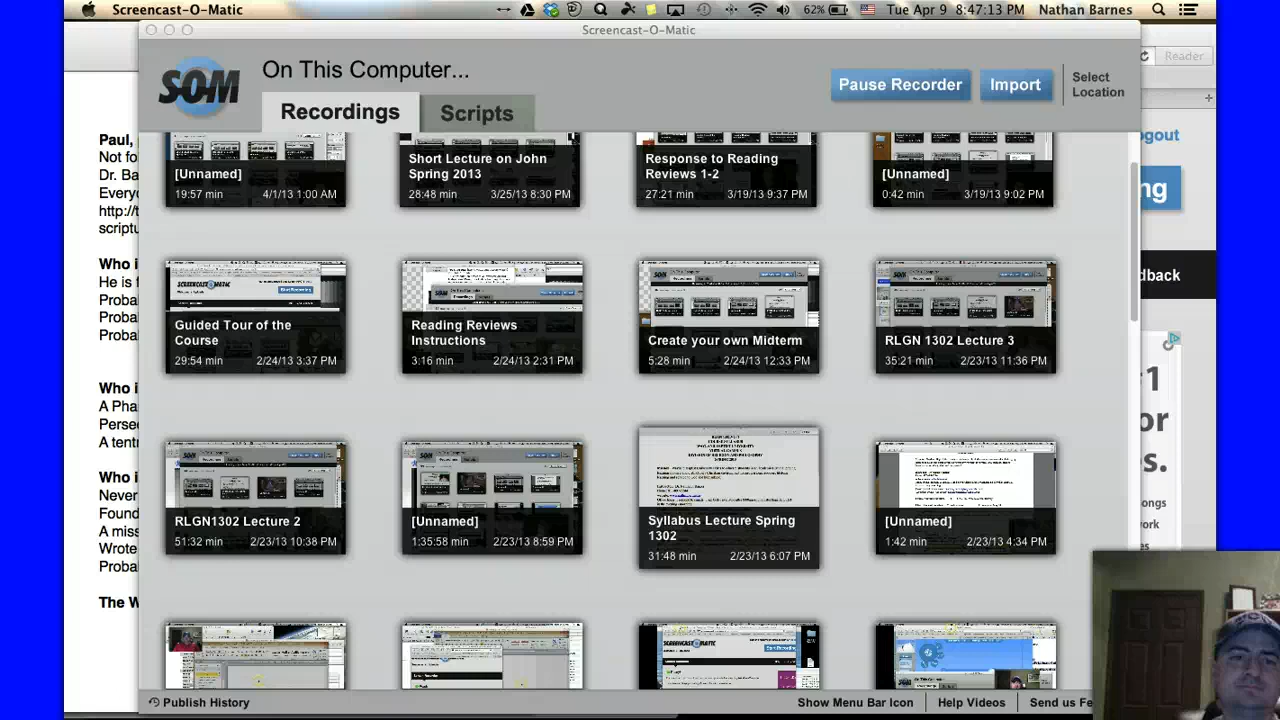 Screencast-O-Matic
62%
Tue Apr 9 8:47:13 PM
Nathan Barnes
Screencast-O-Matic
SOM
On This Computer...
Pause Recorder
Import
Select
Location
Reader
Recordings
Scripts
ogout
ng
dback
[Unnamed]
19:57 min 4/1/13 1:00 AM
Short Lecture on John
Spring 2013
28:48 min 3/25/13 8:30 PM
Response to Reading
Reviews 1-2
27:21 min 3/19/13 9:37 PM
[Unnamed]
0:42 min 3/19/13 9:02 PM
Guided Tour of the
Course
29:54 min 2/24/13 3:37 PM
Reading Reviews
Instructions
3:16 min 2/24/13 2:31 PM
Create your own Midterm
5:28 min 2/24/13 12:33 PM
RLGN 1302 Lecture 3
35:21 min 2/23/13 11:36 PM
RLGN1302 Lecture 2
51:32 min 2/23/13 10:38 PM
[Unnamed]
1:35:58 min 2/23/13 8:59 PM
Syllabus Lecture Spring
1302
31:48 min 2/23/13 6:07 PM
[Unnamed]
1:42 min 2/23/13 4:34 PM
Paul,
Not fo
Dr. Ba
Everyo
http://t
scriptu
Who i
He is f
Proba
Proba
Proba
Who i
A Pha
Persec
A tent
Who i
Never
Found
A miss
Wrote
Proba
The W
#1
or
s.
ongs
work
es
Publish History
Show Menu Bar Icon
Help Videos
Send us Fe